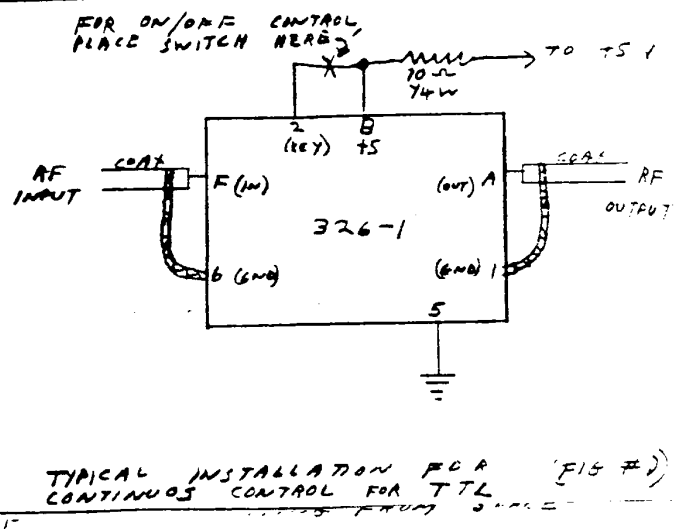 FOR ON/OFF CONTROL,
PLACE SWITCH HERE
TO +5 V
10 Ω
1/4 W
2
(KEY)
B
+5
COAX
RF
INPUT
F (IN)
(OUT) A
COAX
RF
OUTPUT
326-1
6 (GND)
(GND) 1
5
TYPICAL INSTALLATION FOR (FIG #
CONTINUOS CONTROL FOR TTL
FROM